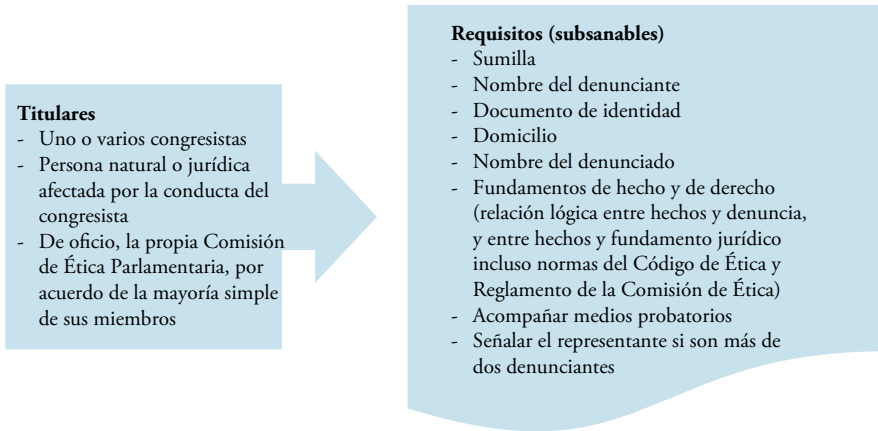 Titulares
- Uno o varios congresistas
- Persona natural o jurídica
afectada por la conducta del
congresista
- De oficio, la propia Comisión
de Ética Parlamentaria, por
acuerdo de la mayoría simple
de sus miembros
Requisitos (subsanables)
- Sumilla
- Nombre del denunciante
- Documento de identidad
- Domicilio
- Nombre del denunciado
- Fundamentos de hecho y de derecho
(relación lógica entre hechos y denuncia,
y entre hechos y fundamento jurídico
incluso normas del Código de Ética y
Reglamento de la Comisión de Ética)
- Acompañar medios probatorios
- Señalar el representante si son más de
dos denunciantes